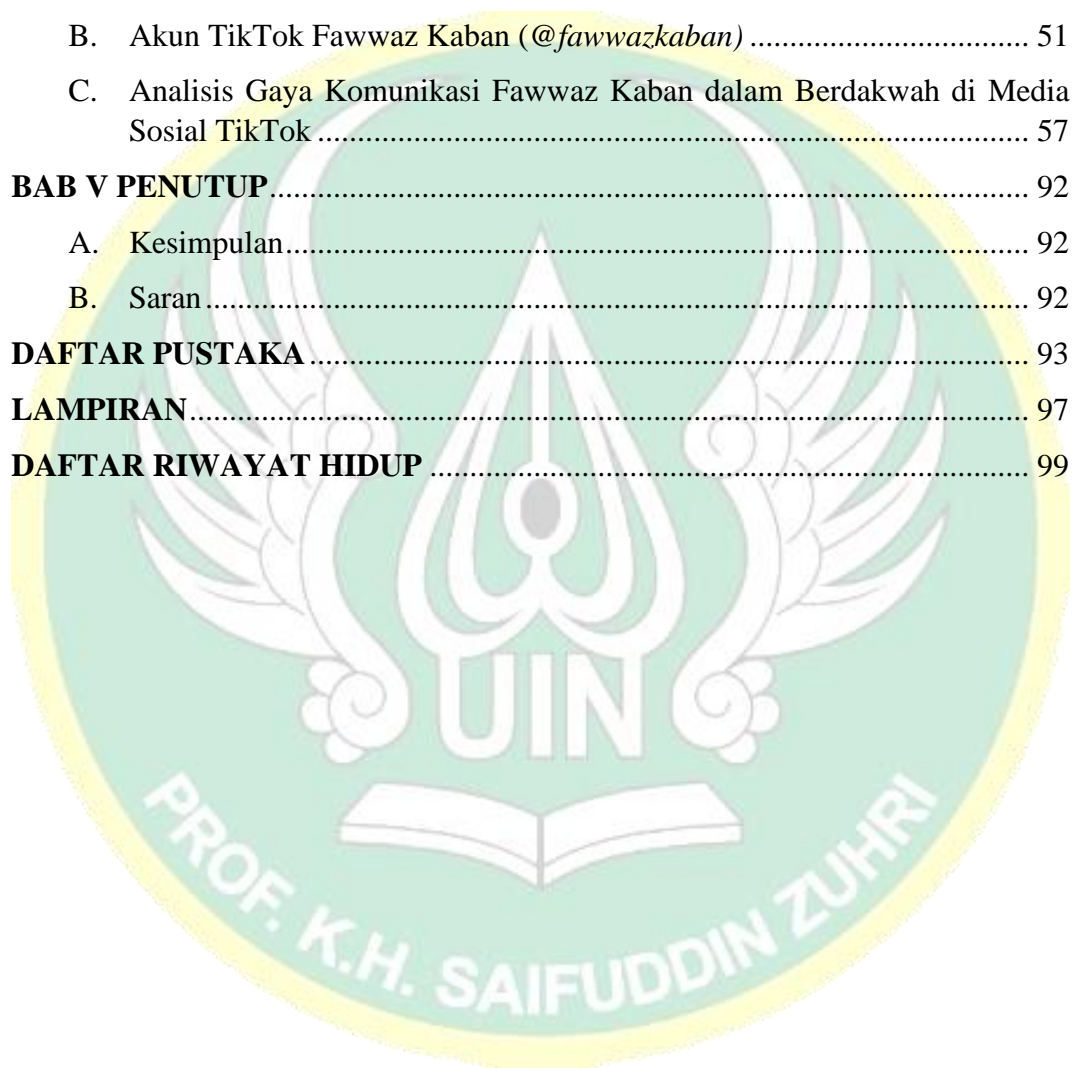 B. Akun TikTok Fawwaz Kaban (@fawwazkaban) ................................. 51
C. Analisis Gaya Komunikasi Fawwaz Kaban dalam Berdakwah di Media
Sosial TikTok ........................................................................................ 57
BAB V PENUTUP ............................................................................................ 92
A. Kesimpulan ........................................................................................... 92
B. Saran ..................................................................................................... 92
DAFTAR PUSTAKA ....................................................................................... 93
LAMPIRAN ...................................................................................................... 97
DAFTAR RIWAYAT HIDUP ......................................................................... 99
UIN
PROF. K.H. SAIFUDDIN ZUHRI